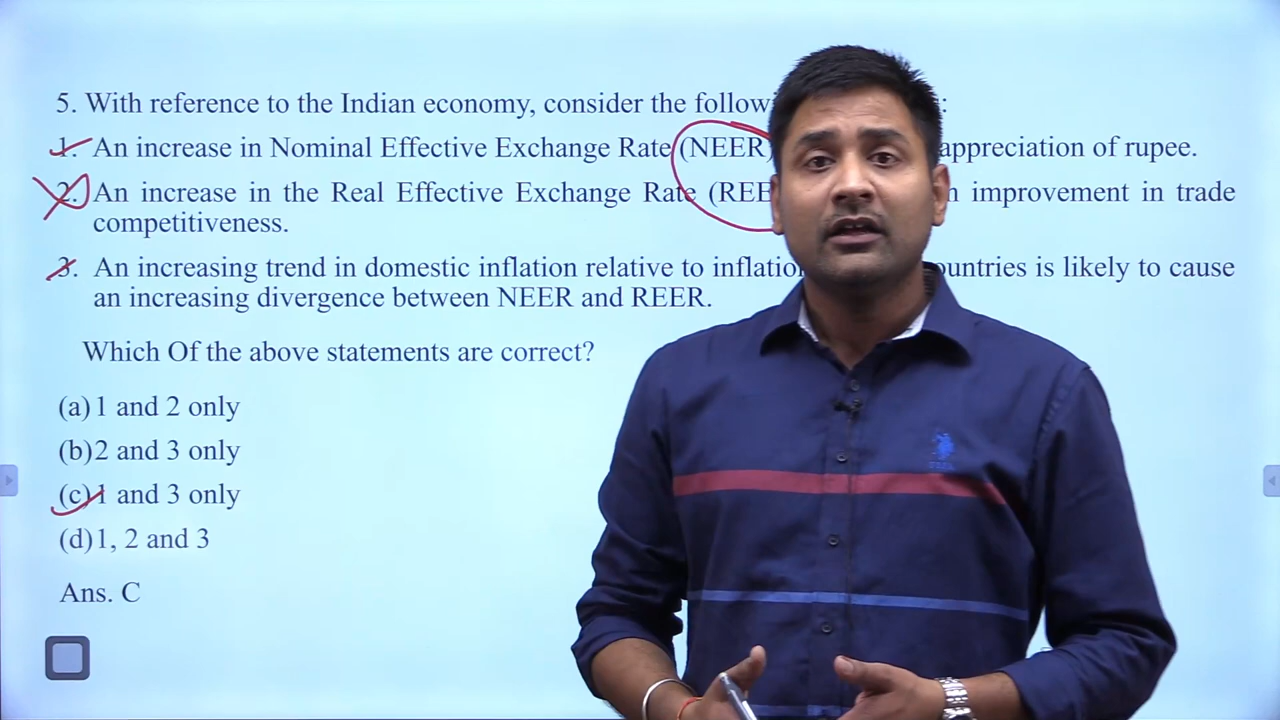 5. With reference to the Indian economy, consider the :
1. An increase in Nominal Effective Exchange Rate (NEER) appreciation of rupee.
2. An increase in the Real Effective Exchange Rate improvement in trade
competitiveness.
3. An increasing trend in domestic inflation relative to is likely to cause
an increasing divergence between NEER and REER.
Which Of the above statements are correct?
(a) 1 and 2 only
(b) 2 and 3 only
(c) 1 and 3 only
(d) 1, 2 and 3
Ans. C